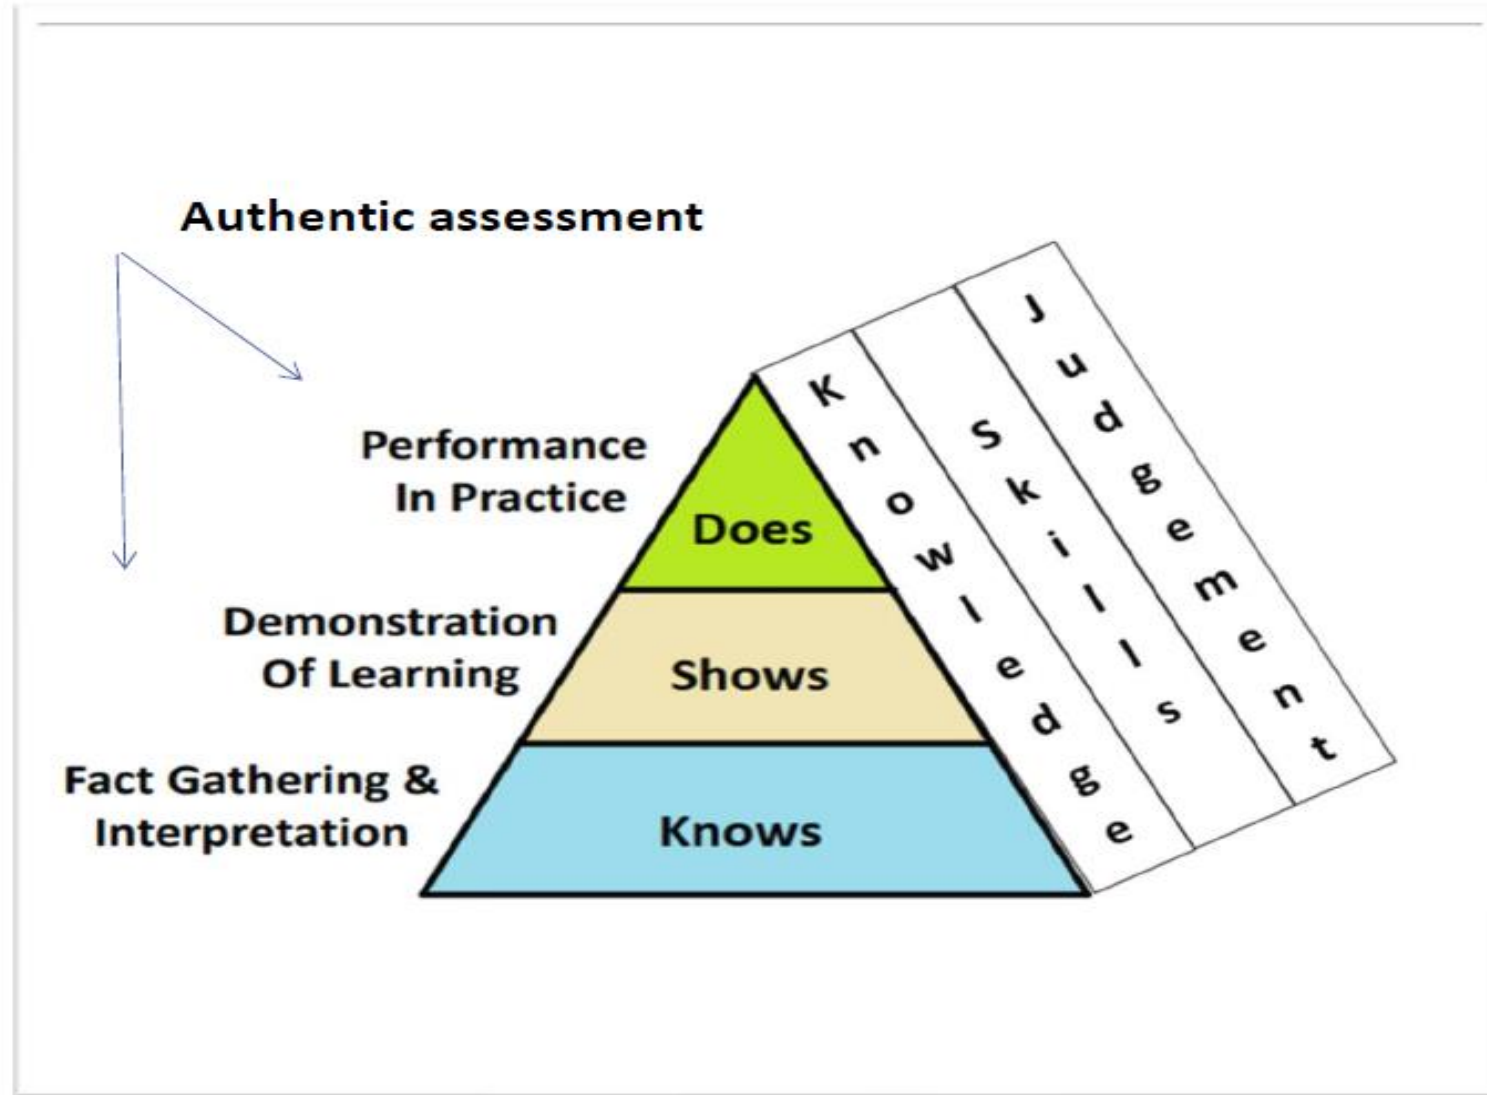 Authentic assessment
Performance
In Practice
Does
Demonstration
Of Learning
Shows
Fact Gathering &
Interpretation
Knows
Knowledge
Skills
Judgement